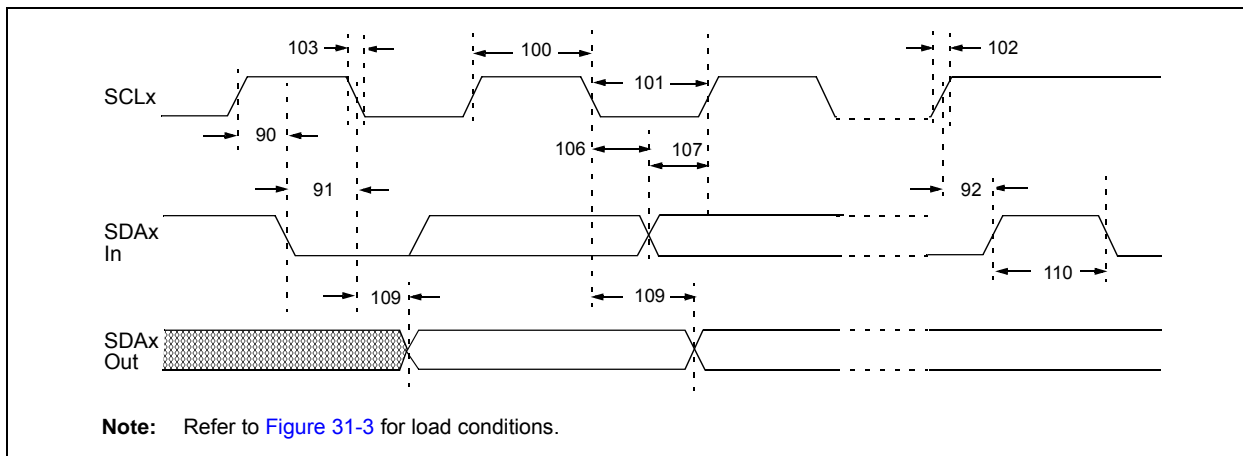 103
100
102
101
SCLx
90
106
107
91
92
SDAx
In
110
109
109
SDAx
Out
Note: Refer to Figure 31-3 for load conditions.